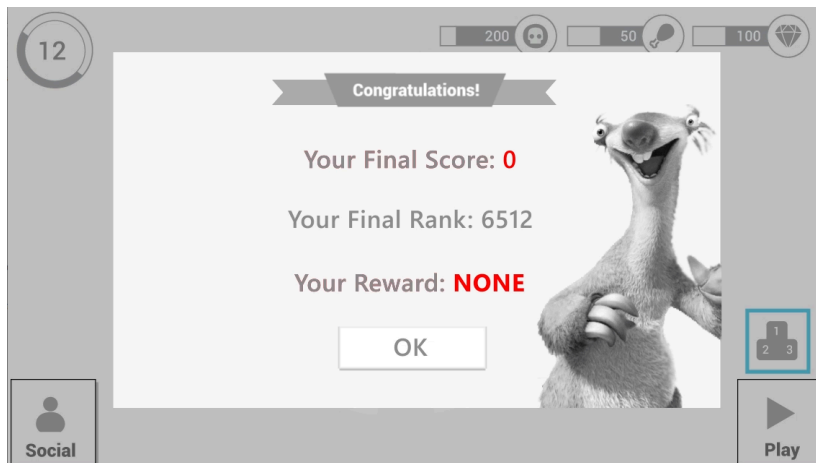 12
200
50
100
Congratulations!
Your Final Score: 0
Your Final Rank: 6512
Your Reward: NONE
OK
1
2 3
Social
Play